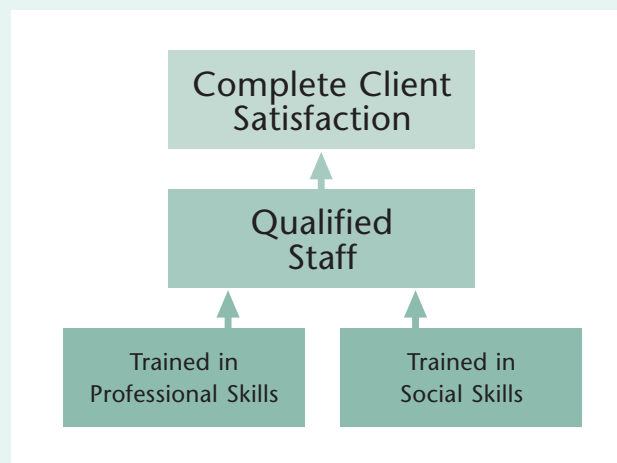 Complete Client
Satisfaction
Qualified
Staff
Trained in
Professional Skills
Trained in
Social Skills